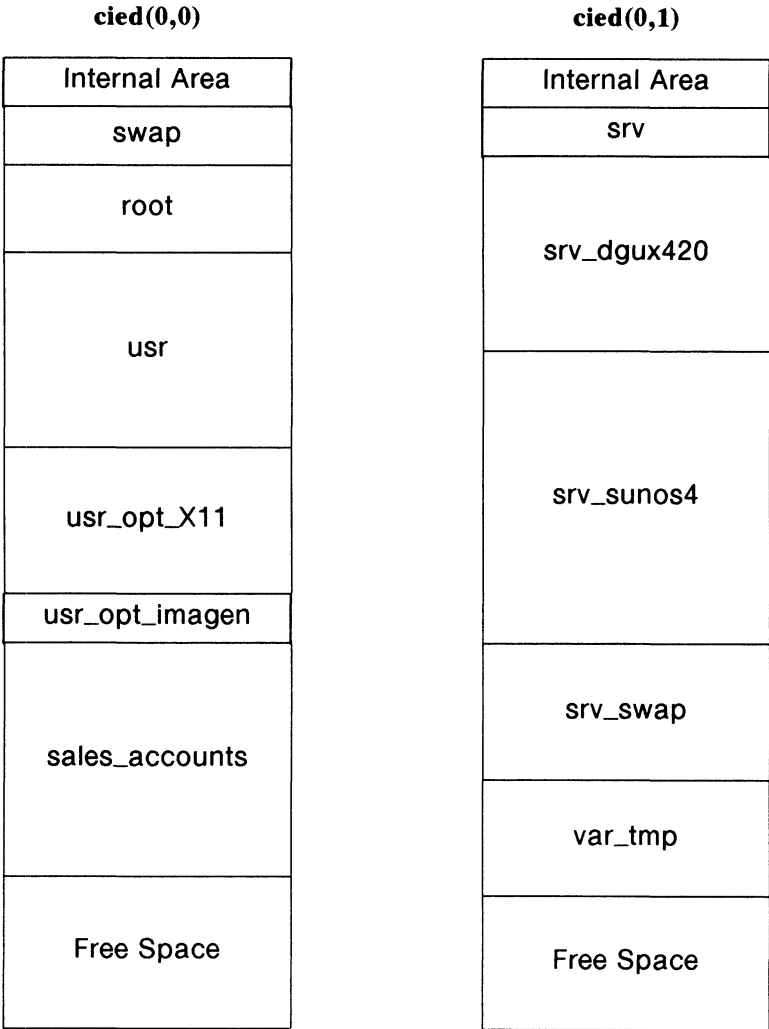 cied(0,0)
Internal Area
swap
root
usr
usr_opt_X11
usr_opt_imagen
sales_accounts
Free Space
cied(0,1)
Internal Area
srv
srv_dgux420
srv_sunos4
srv_swap
var_tmp
Free Space